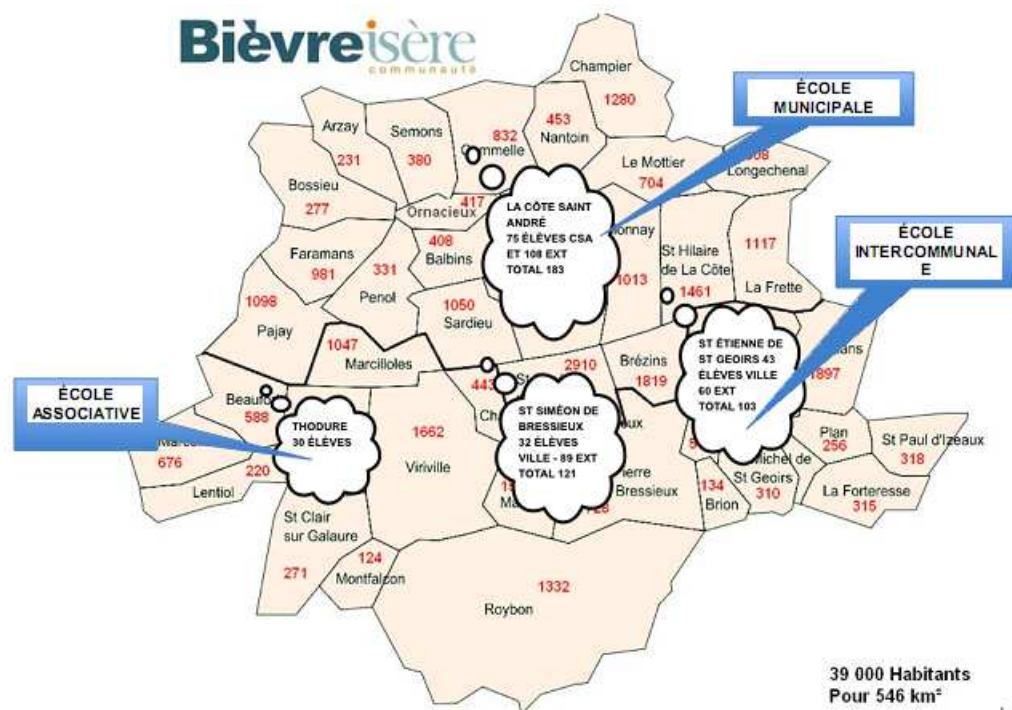 Bièvreisère
communauté
Champier
1280
ÉCOLE
MUNICIPALE
Arzay
231
Semons
380
832
453
Nantoin
Le Mottier
704
Longechenal
Bossieu
277
Ornacieux
417
LA CÔTE SAINT
ANDRÉ
75 ÉLÈVES CSA
ET 108 EXT
TOTAL 183
ÉCOLE
INTERCOMMUNAL
E
408
Balbins
St Hilaire
de La Côte
1461
1117
La Frette
Faramans
981
331
Penol
1013
1098
Pajay
1050
Sardieu
1047
Marcilloles
2910
Brézins
1819
ST ÉTIENNE DE
ST GEOIRS 43
ÉLÈVES VILLE
60 EXT
TOTAL 103
1897
ÉCOLE
ASSOCIATIVE
588
443
THODURE
30 ÉLÈVES
1662
Viriville
ST SIMÉON DE
BRESSIEUX
32 ÉLÈVES
VILLE - 89 EXT
TOTAL 121
Plan
256
St Paul d'Izeaux
318
676
220
Lentiol
Bressieux
134
Brion
St Geoirs
310
La Forteresse
315
St Clair
sur Galaure
271
124
Montfalcon
1332
Roybon
39 000 Habitants
Pour 546 km²